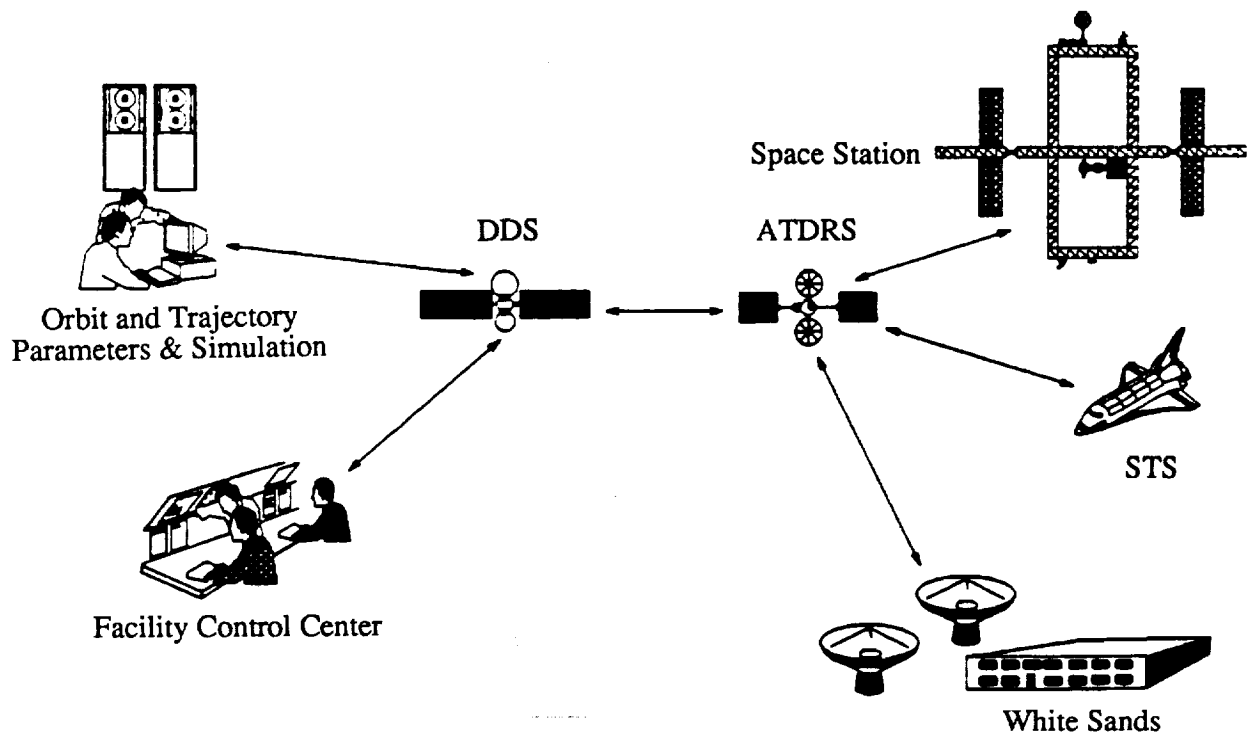 Space Station
DDS
ATDRS
Orbit and Trajectory
Parameters & Simulation
STS
Facility Control Center
White Sands